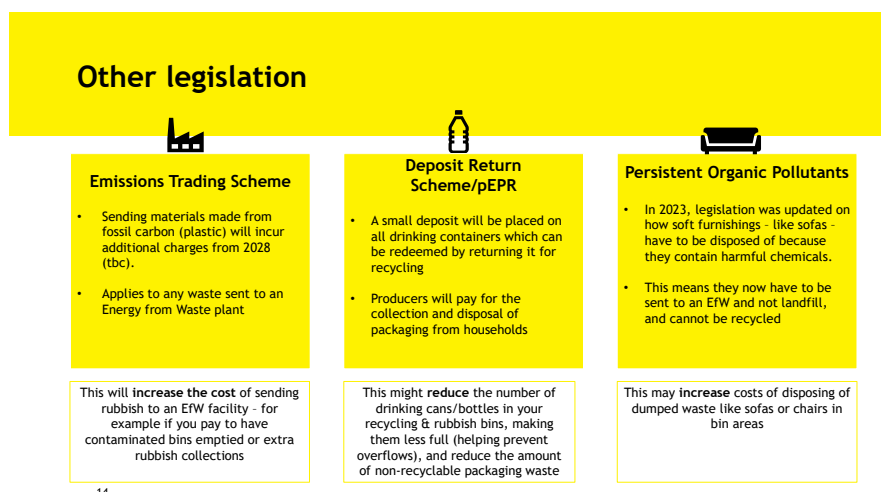 Other legislation
Emissions Trading Scheme
• Sending materials made from
fossil carbon (plastic) will incur
additional charges from 2028
(tbc).
• Applies to any waste sent to an
Energy from Waste plant
This will increase the cost of sending
rubbish to an EfW facility – for
example if you pay to have
contaminated bins emptied or extra
rubbish collections
Deposit Return
Scheme/pEPR
• A small deposit will be placed on
all drinking containers which can
be redeemed by returning it for
recycling
• Producers will pay for the
collection and disposal of
packaging from households
This might reduce the number of
drinking cans/bottles in your
recycling & rubbish bins, making
them less full (helping prevent
overflows), and reduce the amount
of non-recyclable packaging waste
Persistent Organic Pollutants
• In 2023, legislation was updated on
how soft furnishings – like sofas –
have to be disposed of because
they contain harmful chemicals.
• This means they now have to be
sent to an EfW and not landfill,
and cannot be recycled
This may increase costs of disposing of
dumped waste like sofas or chairs in
bin areas
14